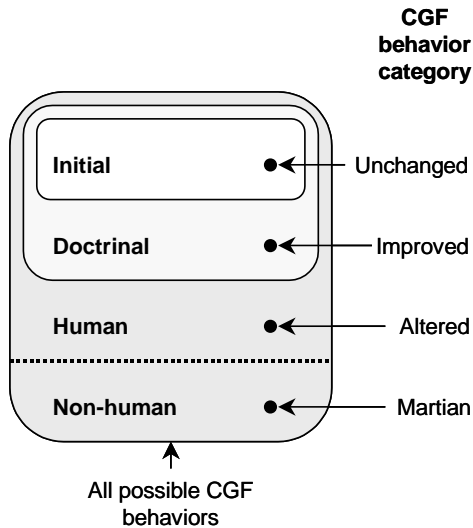 CGF
behavior
category
Initial
Unchanged
Doctrinal
Improved
Human
Altered
Non-human
Martian
All possible CGF
behaviors